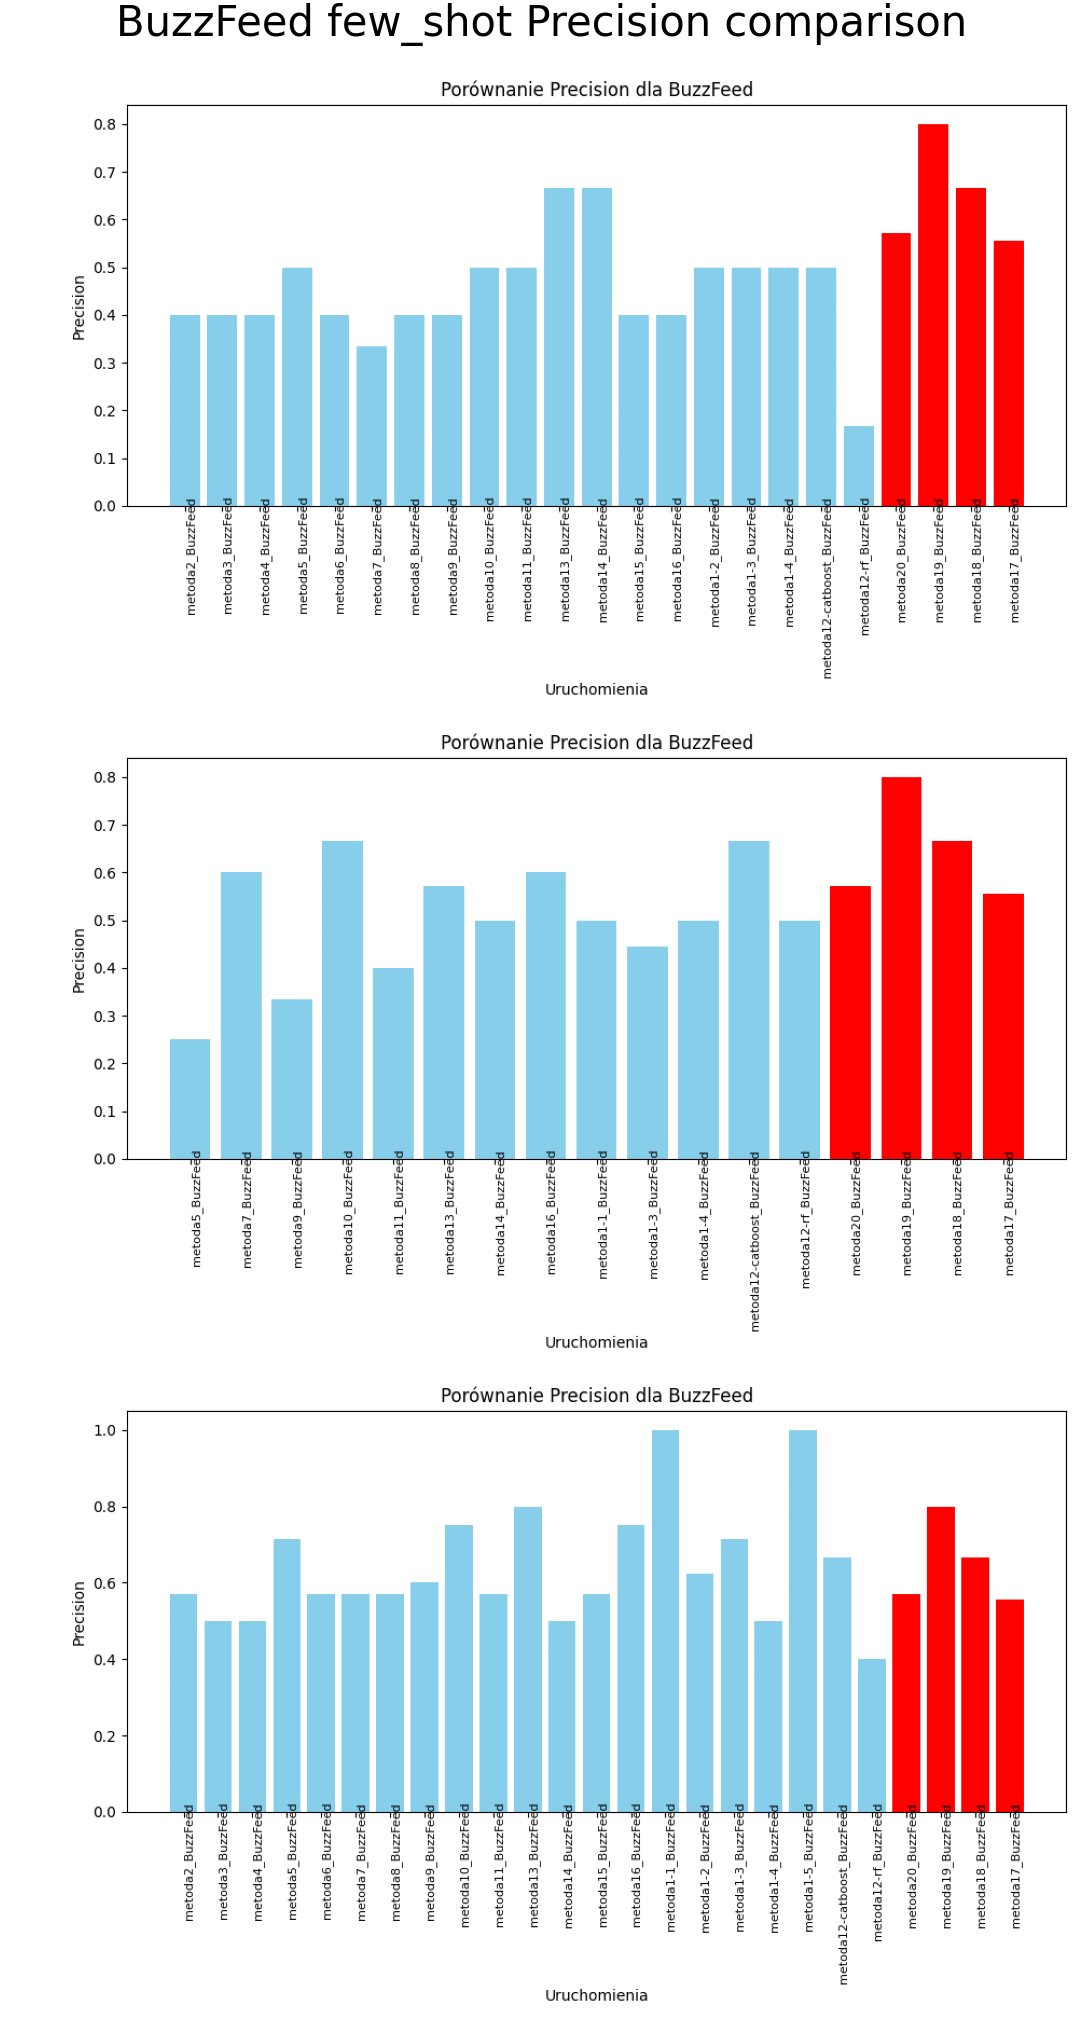 BuzzFeed few_shot Precision comparison
Porównanie Precision dla BuzzFeed
Precision
0.8
0.7
0.6
0.5
0.4
0.3
0.2
0.1
0.0
metoda2_BuzzFeed
metoda3_BuzzFeed
metoda4_BuzzFeed
metoda5_BuzzFeed
metoda6_BuzzFeed
metoda7_BuzzFeed
metoda8_BuzzFeed
metoda9_BuzzFeed
metoda10_BuzzFeed
metoda11_BuzzFeed
metoda13_BuzzFeed
metoda14_BuzzFeed
metoda15_BuzzFeed
metoda16_BuzzFeed
metoda1-2_BuzzFeed
metoda1-3_BuzzFeed
metoda1-4_BuzzFeed
metoda12-catboost_BuzzFeed
metoda12-rf_BuzzFeed
metoda20_BuzzFeed
metoda19_BuzzFeed
metoda18_BuzzFeed
metoda17_BuzzFeed
Uruchomienia
Porównanie Precision dla BuzzFeed
Precision
0.8
0.7
0.6
0.5
0.4
0.3
0.2
0.1
0.0
metoda5_BuzzFeed
metoda7_BuzzFeed
metoda9_BuzzFeed
metoda10_BuzzFeed
metoda11_BuzzFeed
metoda13_BuzzFeed
metoda14_BuzzFeed
metoda16_BuzzFeed
metoda1-1_BuzzFeed
metoda1-3_BuzzFeed
metoda1-4_BuzzFeed
metoda12-catboost_BuzzFeed
metoda12-rf_BuzzFeed
metoda20_BuzzFeed
metoda19_BuzzFeed
metoda18_BuzzFeed
metoda17_BuzzFeed
Uruchomienia
Porównanie Precision dla BuzzFeed
Precision
1.0
0.8
0.6
0.4
0.2
0.0
metoda2_BuzzFeed
metoda3_BuzzFeed
metoda4_BuzzFeed
metoda5_BuzzFeed
metoda6_BuzzFeed
metoda7_BuzzFeed
metoda8_BuzzFeed
metoda9_BuzzFeed
metoda10_BuzzFeed
metoda11_BuzzFeed
metoda13_BuzzFeed
metoda14_BuzzFeed
metoda15_BuzzFeed
metoda16_BuzzFeed
metoda1-1_BuzzFeed
metoda1-2_BuzzFeed
metoda1-3_BuzzFeed
metoda1-4_BuzzFeed
metoda1-5_BuzzFeed
metoda12-catboost_BuzzFeed
metoda12-rf_BuzzFeed
metoda20_BuzzFeed
metoda19_BuzzFeed
metoda18_BuzzFeed
metoda17_BuzzFeed
Uruchomienia